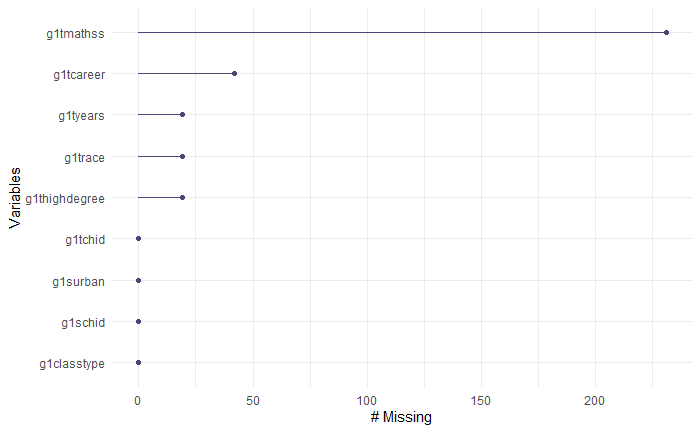 g1tmathss
g1tcareer
g1tyears
g1trace
g1thighdegree
g1tchid
g1surban
g1schid
g1classtype
Variables
0 50 100 150 200
# Missing